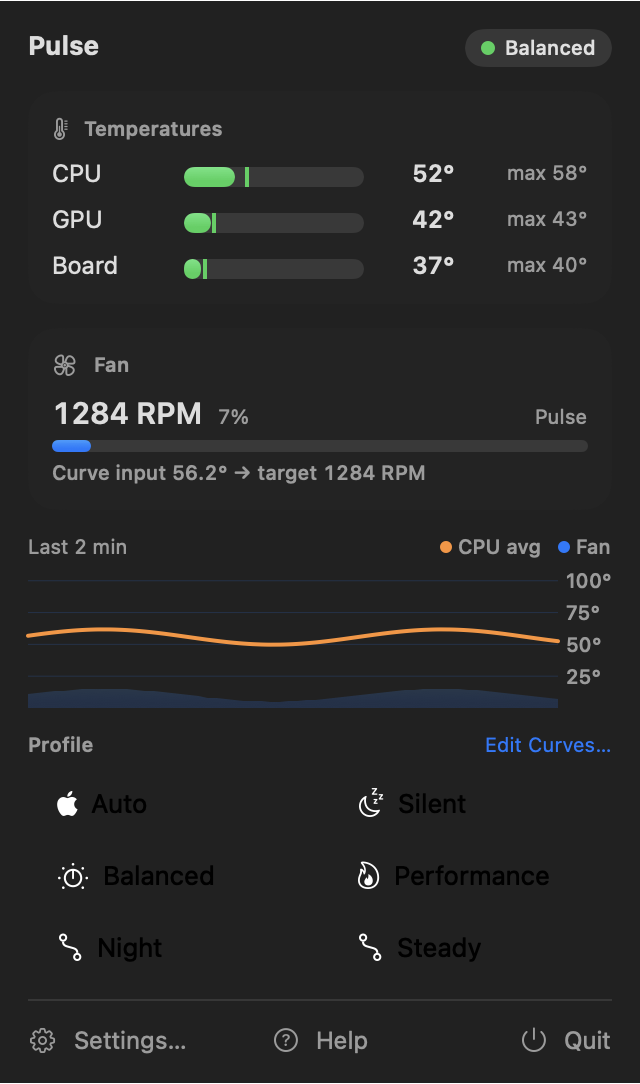 Pulse
Balanced
Temperatures
CPU 52° max 58°
GPU 42° max 43°
Board 37° max 40°
Fan
1284 RPM 7% Pulse
Curve input 56.2° → target 1284 RPM
Last 2 min CPU avg Fan
100°
75°
50°
25°
Profile Edit Curves...
Auto Silent
Balanced Performance
Night Steady
Settings... Help Quit